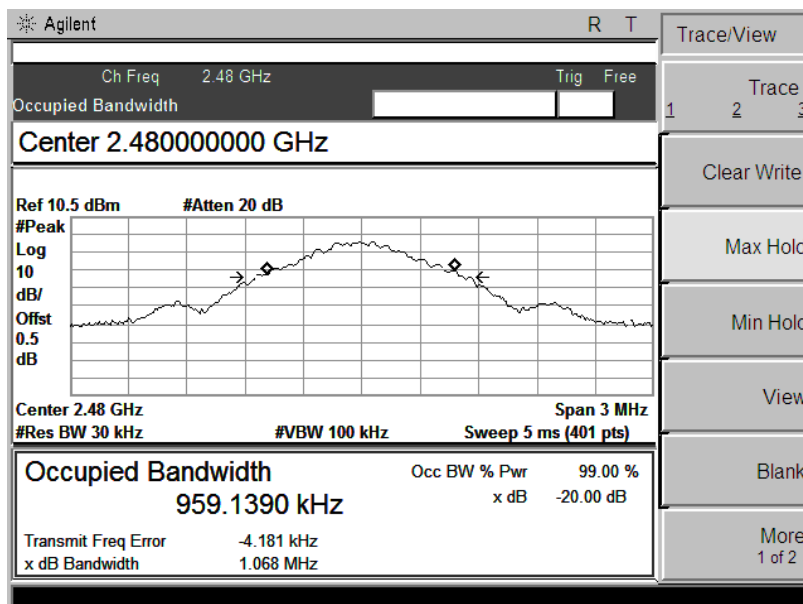 Agilent R T
Trace/View
Ch Freq 2.48 GHz Trig Free
Occupied Bandwidth
Trace
1 2 3
Center 2.480000000 GHz
Clear Write
Ref 10.5 dBm #Atten 20 dB
#Peak
Log
10
dB/
Offst
0.5
dB
Max Hold
Min Hold
View
Center 2.48 GHz Span 3 MHz
#Res BW 30 kHz #VBW 100 kHz Sweep 5 ms (401 pts)
Occupied Bandwidth Occ BW % Pwr 99.00 %
959.1390 kHz x dB -20.00 dB
Blank
Transmit Freq Error -4.181 kHz
x dB Bandwidth 1.068 MHz
More
1 of 2